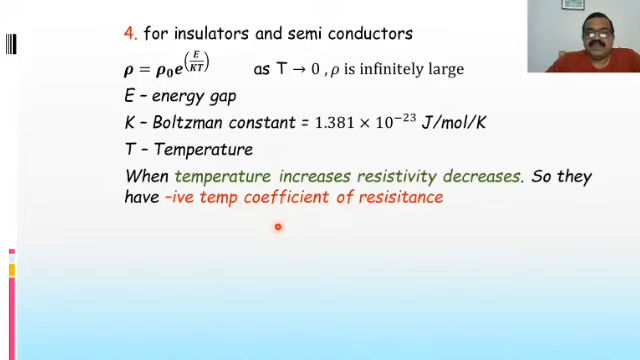 4. for insulators and semi conductors
ρ = ρ₀e^(E/KT) as T → 0 , ρ is infinitely large
E – energy gap
K – Boltzman constant = 1.381 × 10⁻²³ J/mol/K
T – Temperature
When temperature increases resistivity decreases. So they
have –ive temp coefficient of resisitance